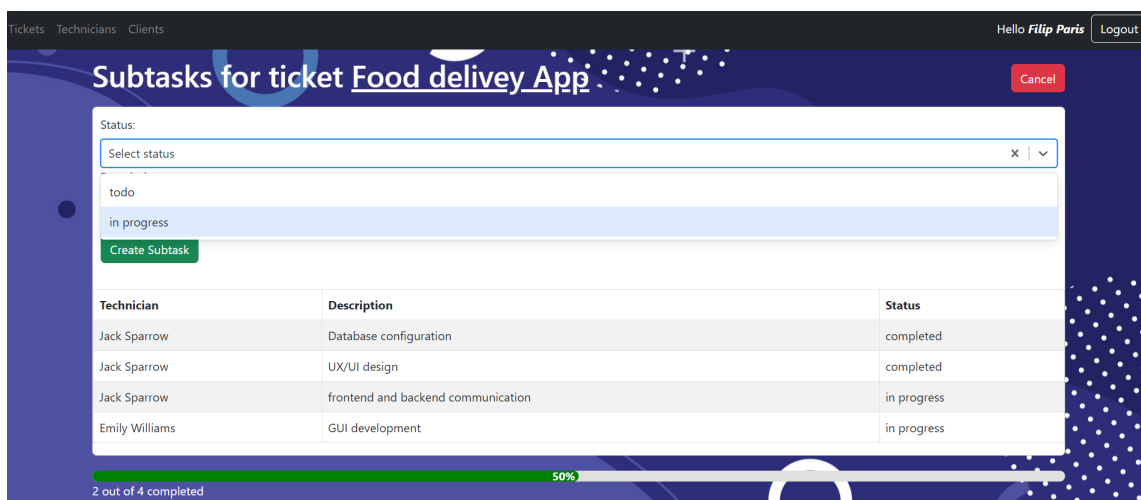 Tickets Technicians Clients Hello Filip Paris Logout
Subtasks for ticket Food delivey App Cancel
Status:
Select status
todo
in progress
Create Subtask
Technician Description Status
Jack Sparrow Database configuration completed
Jack Sparrow UX/UI design completed
Jack Sparrow frontend and backend communication in progress
Emily Williams GUI development in progress
50%
2 out of 4 completed